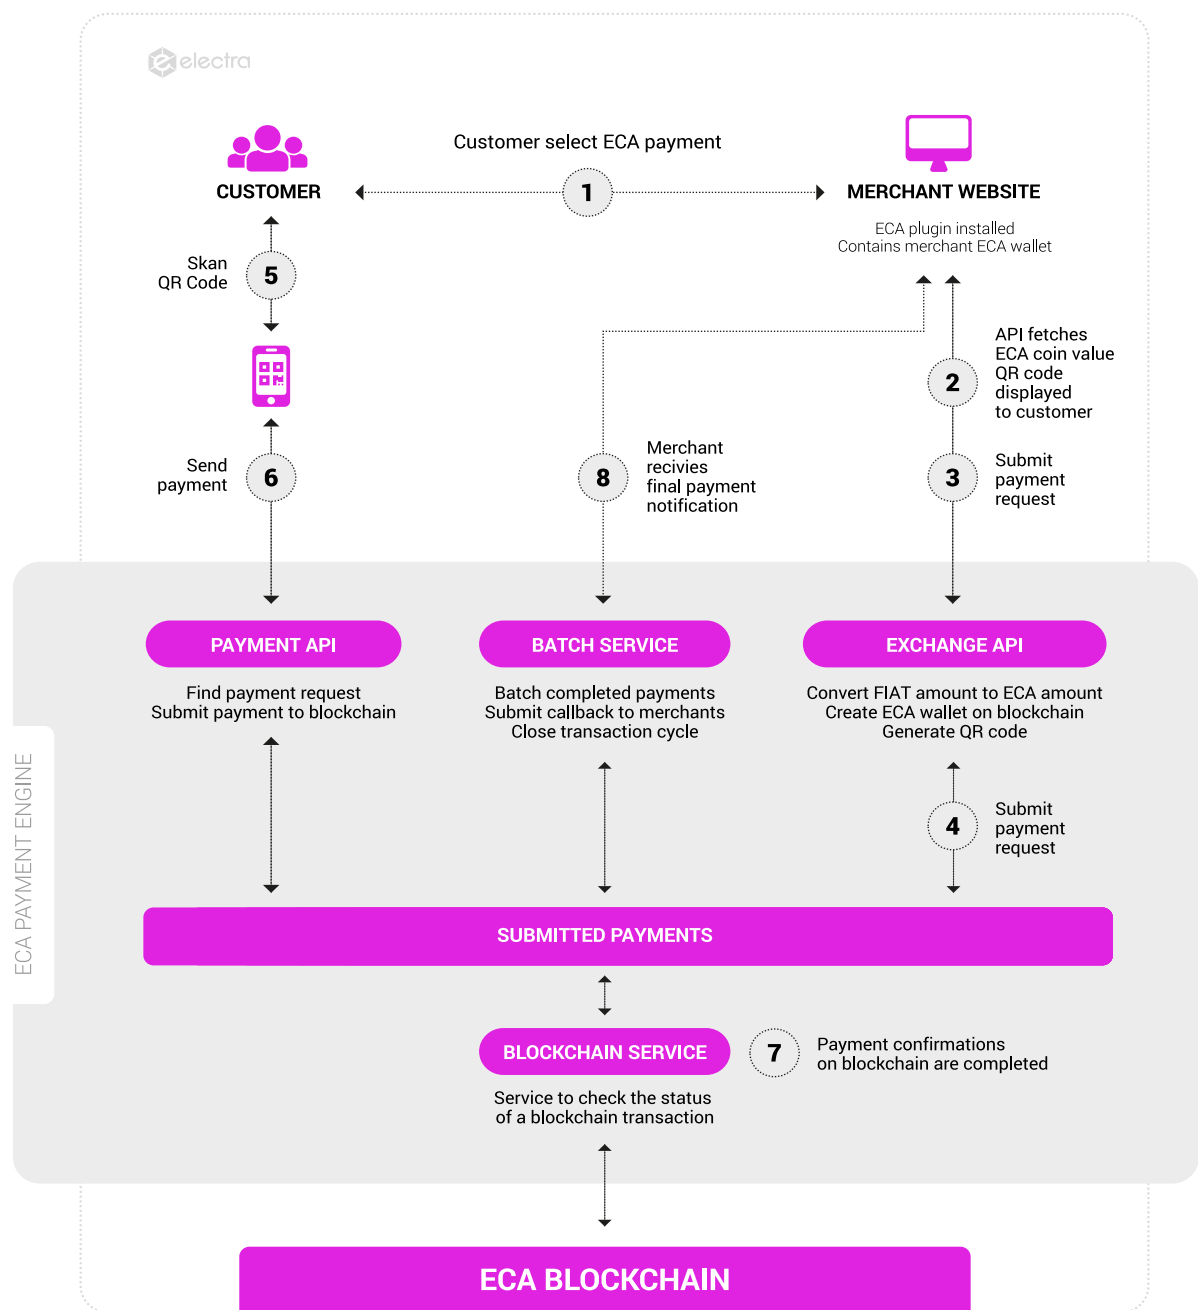 electra
Customer select ECA payment
CUSTOMER
1
MERCHANT WEBSITE
ECA plugin installed
Contains merchant ECA wallet
Skan
QR Code
5
API fetches
ECA coin value
QR code
displayed
to customer
2
Send
payment
6
8
Merchant
recivies
final payment
notification
3
Submit
payment
request
PAYMENT API
Find payment request
Submit payment to blockchain
BATCH SERVICE
Batch completed payments
Submit callback to merchants
Close transaction cycle
EXCHANGE API
Convert FIAT amount to ECA amount
Create ECA wallet on blockchain
Generate QR code
ECA PAYMENT ENGINE
4
Submit
payment
request
SUBMITTED PAYMENTS
BLOCKCHAIN SERVICE
Service to check the status
of a blockchain transaction
7
Payment confirmations
on blockchain are completed
ECA BLOCKCHAIN